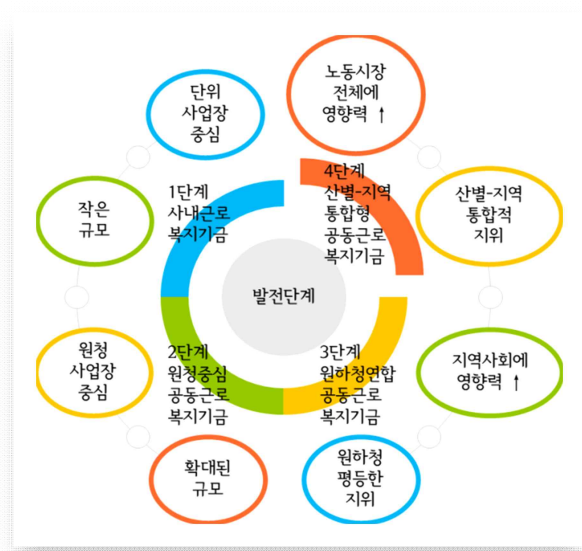 단위
사업장
중심
노동시장
전체에
영향력 ↑
작은
규모
1단계
사내근로
복지기금
4단계
산별-지역
통합형
공동근로
복지기금
산별-지역
통합적
지위
발전단계
원청
사업장
중심
2단계
원청중심
공동근로
복지기금
3단계
원하청연합
공동근로
복지기금
지역사회에
영향력 ↑
확대된
규모
원하청
평등한
지위